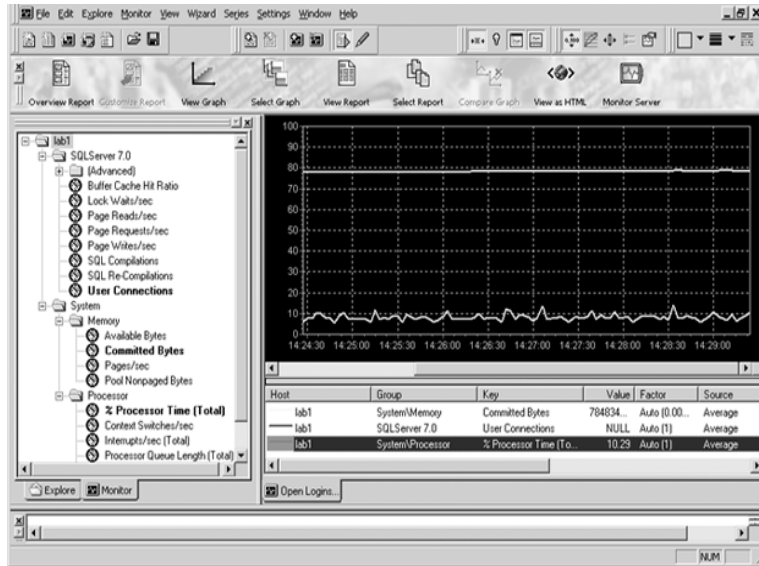 File Edit Explore Monitor View Wizard Series Settings Window Help
Overview Report Customize Report View Graph Select Graph View Report Select Report Compare Graph View as HTML Monitor Server
lab1
SQLServer 7.0
(Advanced)
Buffer Cache Hit Ratio
Lock Waits/sec
Page Reads/sec
Page Requests/sec
Page Writes/sec
SQL Compilations
SQL Re-Compilations
User Connections
System
Memory
Available Bytes
Committed Bytes
Pages/sec
Pool Nonpaged Bytes
Processor
% Processor Time (Total)
Context Switches/sec
Interrupts/sec (Total)
Processor Queue Length (Total)
Explore Monitor
100
90
80
70
60
50
40
30
20
10
0
14:24:30 14:25:00 14:25:30 14:26:00 14:26:30 14:27:00 14:27:30 14:28:00 14:28:30 14:29:00
Host Group Key Value Factor Source
lab1 System\Memory Committed Bytes 784834... Auto (0.00... Average
lab1 SQLServer 7.0 User Connections NULL Auto (1) Average
lab1 System\Processor % Processor Time (To... 10.29 Auto (1) Average
Open Logins...
NUM